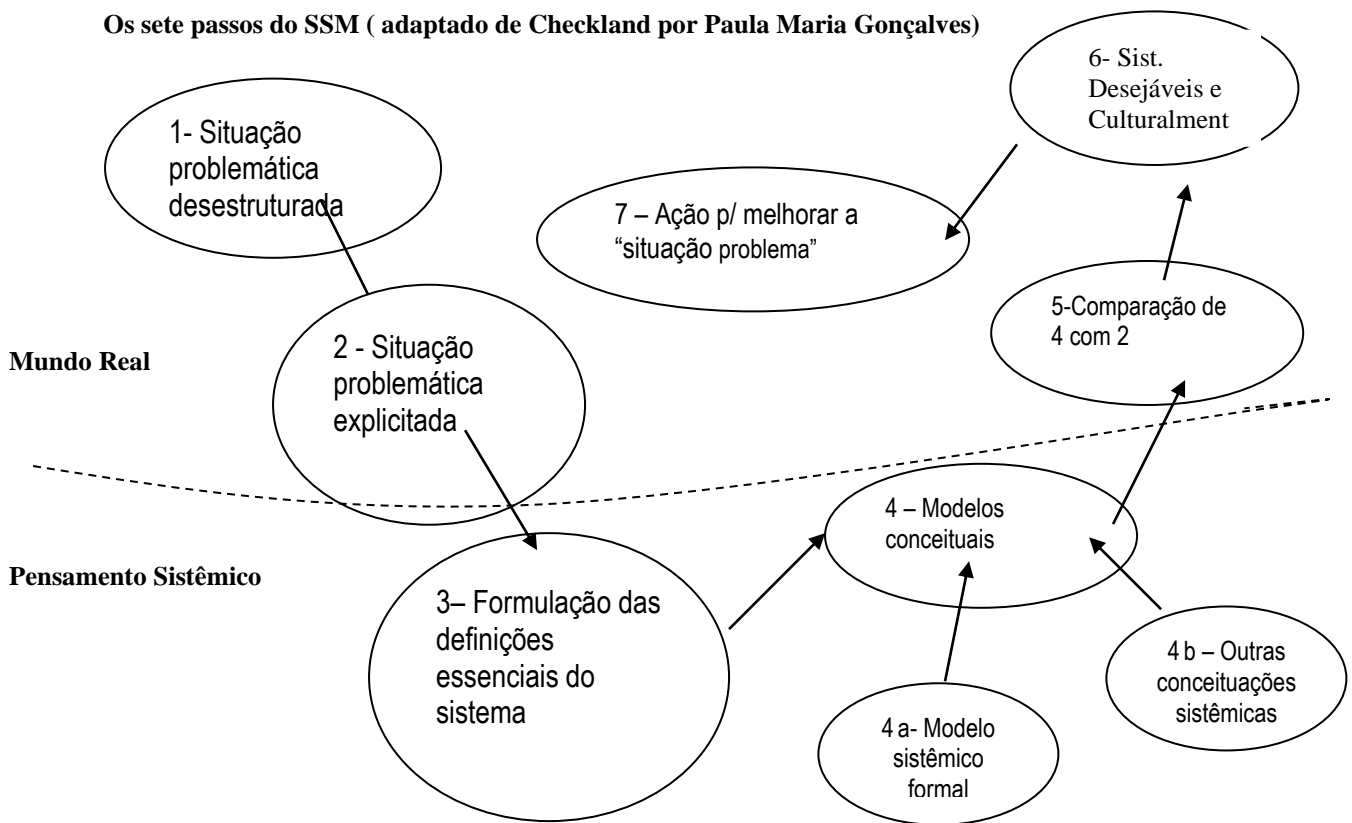 Os sete passos do SSM ( adaptado de Checkland por Paula Maria Gonçalves)
1- Situação
problemática
desestruturada
2 - Situação
problemática
explicitada
3– Formulação das
definições
essenciais do
sistema
4 – Modelos
conceituais
4 a- Modelo
sistêmico
formal
4 b – Outras
conceituações
sistêmicas
5-Comparação de
4 com 2
6- Sist.
Desejáveis e
Culturalment
7 – Ação p/ melhorar a
“situação problema”
Mundo Real
Pensamento Sistêmico